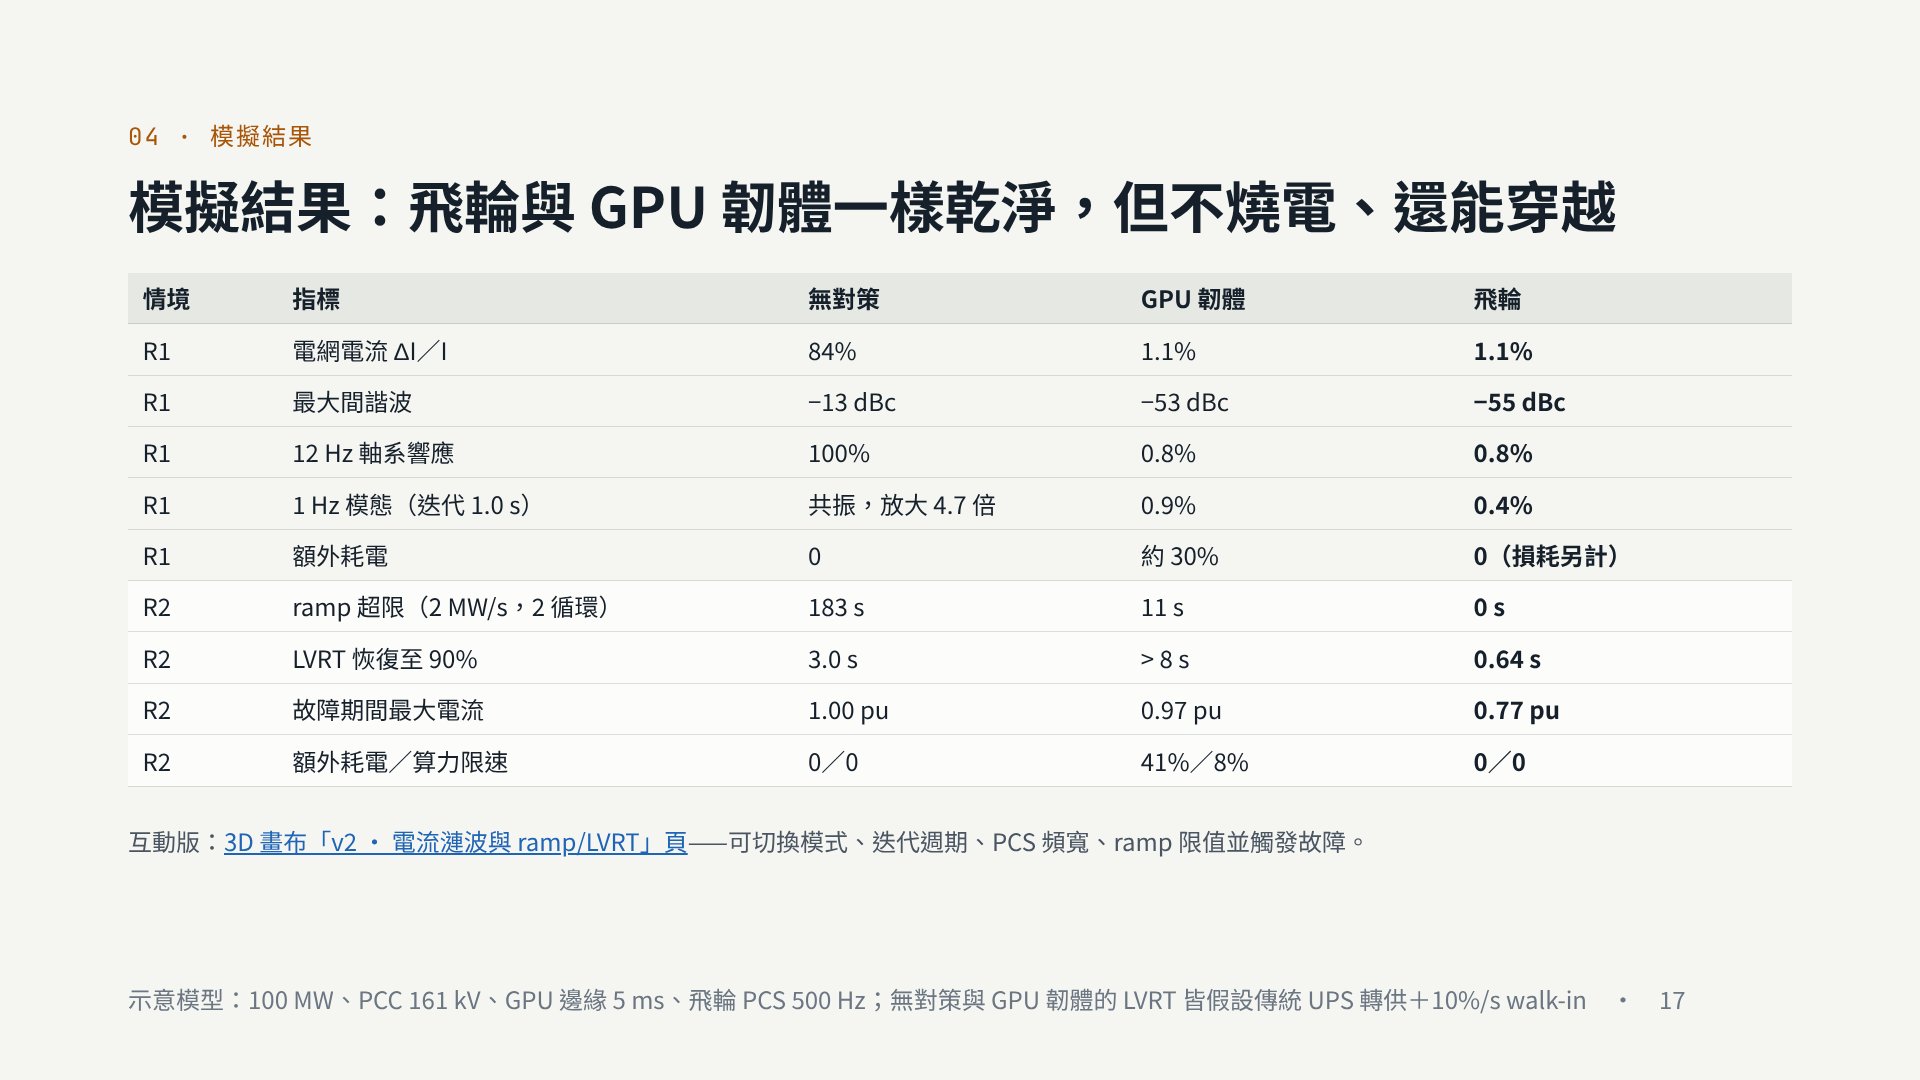 04 · 模擬結果
模擬結果：飛輪與 GPU 韌體一樣乾淨，但不燒電、還能穿越
情境 指標 無對策 GPU 韌體 飛輪
R1 電網電流 ΔI／I 84% 1.1% 1.1%
R1 最大間諧波 −13 dBc −53 dBc −55 dBc
R1 12 Hz 軸系響應 100% 0.8% 0.8%
R1 1 Hz 模態（迭代 1.0 s） 共振，放大 4.7 倍 0.9% 0.4%
R1 額外耗電 0 約 30% 0（損耗另計）
R2 ramp 超限（2 MW/s，2 循環） 183 s 11 s 0 s
R2 LVRT 恢復至 90% 3.0 s > 8 s 0.64 s
R2 故障期間最大電流 1.00 pu 0.97 pu 0.77 pu
R2 額外耗電／算力限速 0／0 41%／8% 0／0
互動版：3D 畫布「v2 · 電流漣波與 ramp/LVRT」頁——可切換模式、迭代週期、PCS 頻寬、ramp 限值並觸發故障。
示意模型：100 MW、PCC 161 kV、GPU 邊緣 5 ms、飛輪 PCS 500 Hz；無對策與 GPU 韌體的 LVRT 皆假設傳統 UPS 轉供＋10%/s walk-in · 17